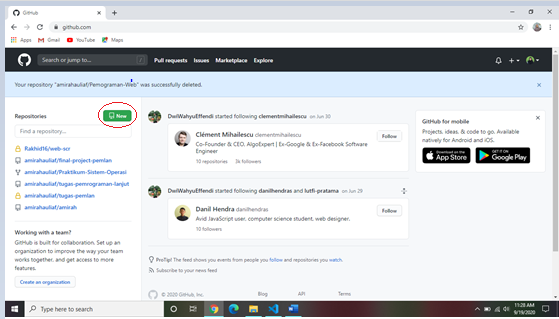 GitHub
github.com
Apps
Gmail
YouTube
Maps
Search or jump to...
/
Pull requests
Issues
Marketplace
Explore
Your repository "amirahauliaf/Pemograman-Web" was successfully deleted.
Repositories
New
Find a repository...
Rakhid16/web-scr
amirahauliaf/final-project-pemlan
amirahauliaf/Praktikum-Sistem-Operasi
amirahauliaf/tugas-pemrograman-lanjut
amirahauliaf/tugas-pemlan
amirahauliaf/amirah
Working with a team?
GitHub is built for collaboration. Set up an
organization to improve the way your team
works together, and get access to more
features.
Create an organization
DwiWahyuEffendi started following clementmihailescu on Jun 30
Clément Mihailescu clementmihailescu
Co-Founder & CEO, AlgoExpert | Ex-Google & Ex-Facebook Software
Engineer
10 repositories 3k followers
Follow
DwiWahyuEffendi started following danilhendras and lutfi-pratama on Jun 29
Danil Hendra danilhendras
Avid JavaScript user, computer science student, web designer.
10 followers
Follow
ProTip! The feed shows you events from people you follow and repositories you watch.
Subscribe to your news feed
© 2020 GitHub, Inc.
Blog
API
Terms
GitHub for mobile
Projects, ideas, & code to go. Available
natively for Android and iOS.
Download on the
App Store
GET IT ON
Google Play
Type here to search
11:28 AM
9/19/2020